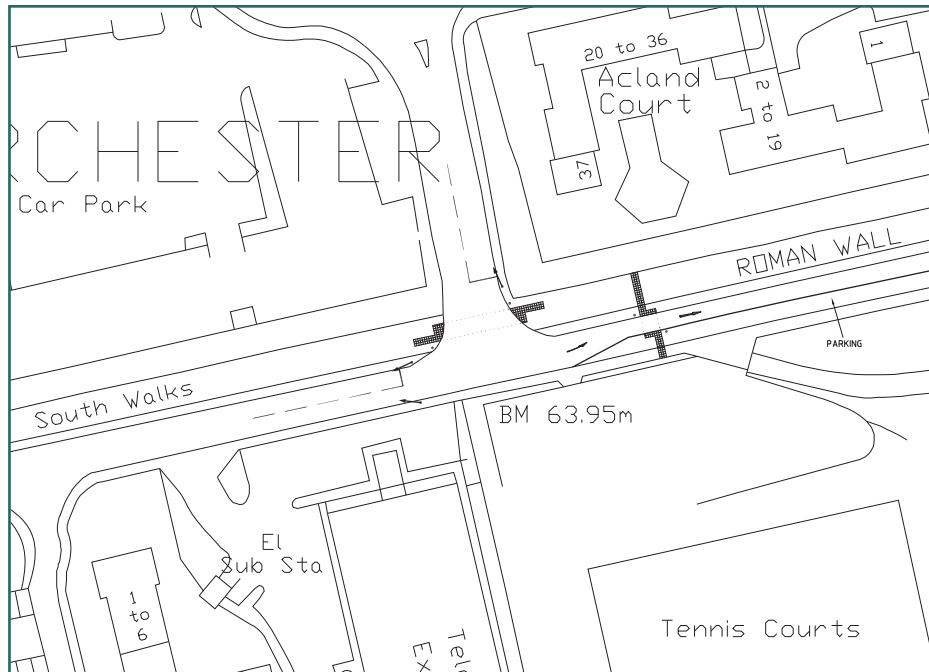 20 to 36
Acland
Court
1
2 to 19
37
RCHESTER
Car Park
ROMAN WALL
PARKING
South Walks
BM 63.95m
El
Sub Sta
1
to
6
Tennis Courts
Tele
Ex